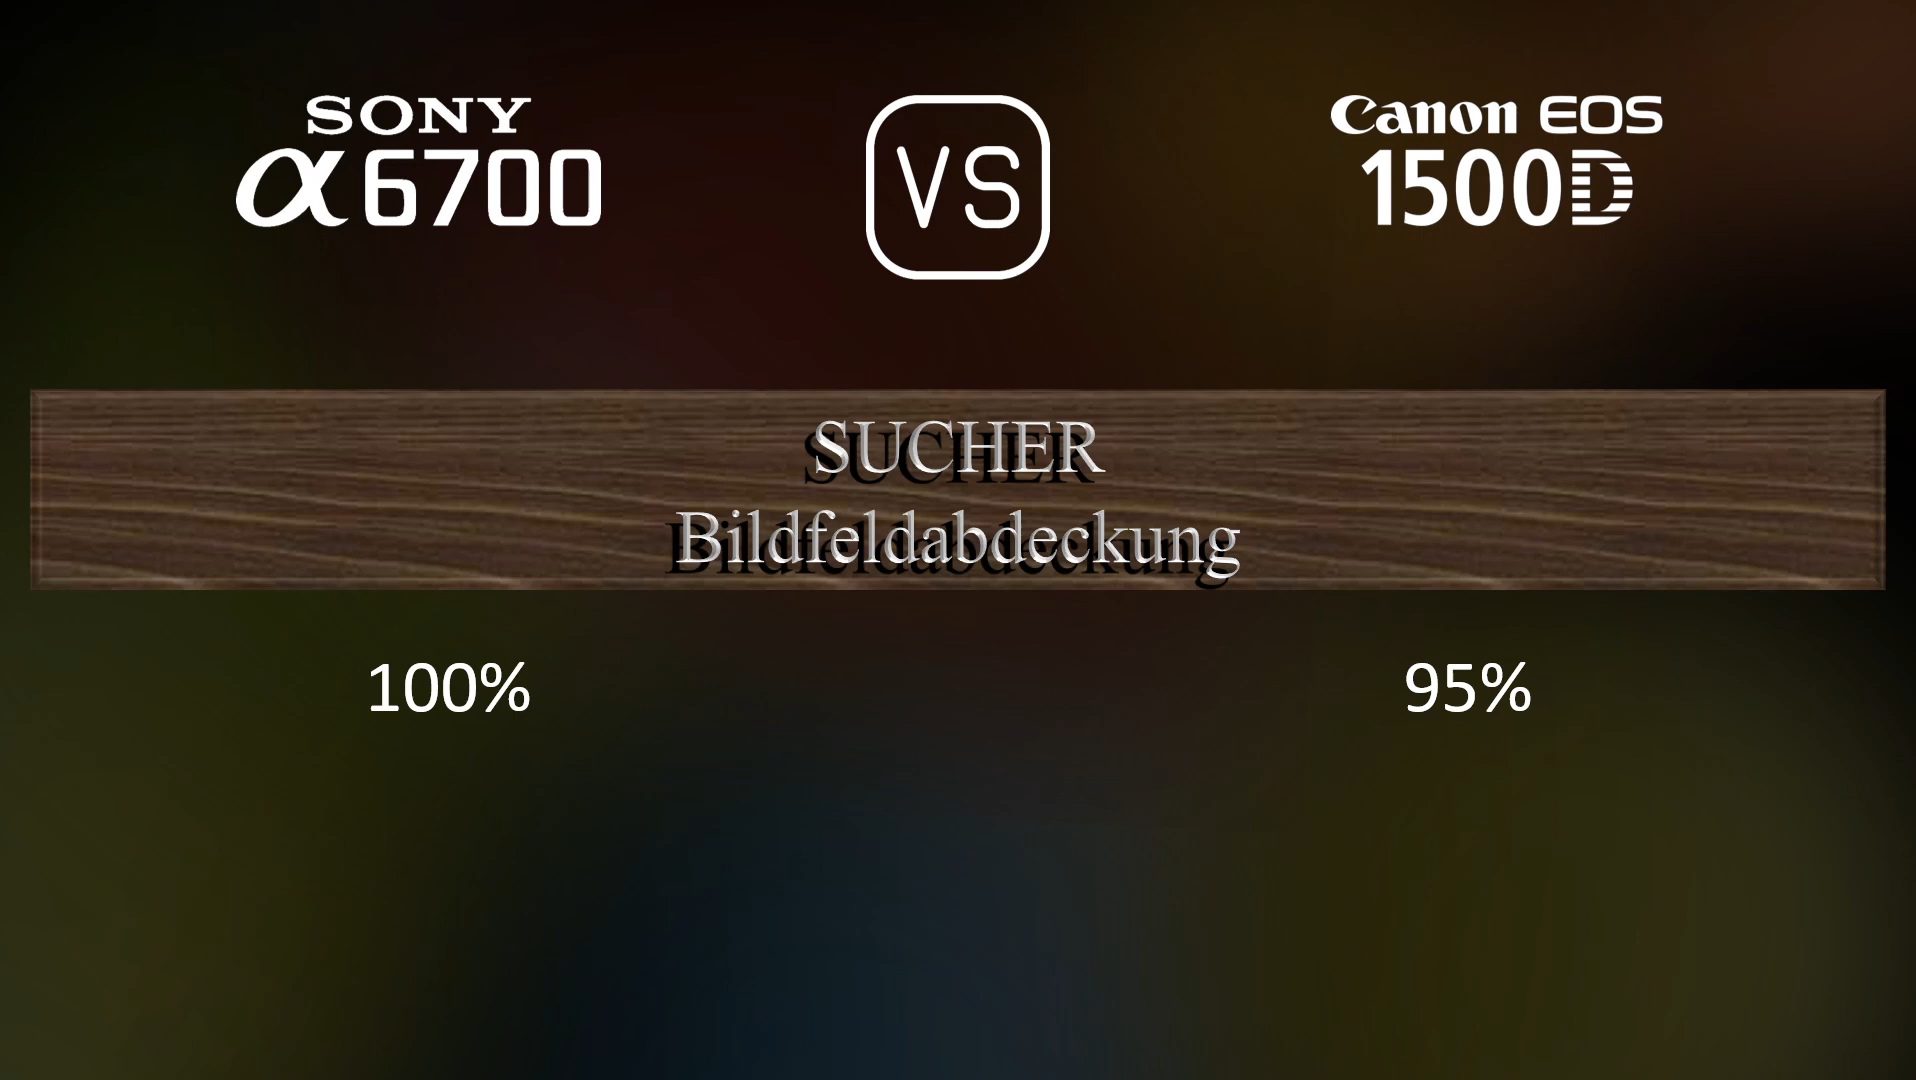 SONY
α6700
VS
Canon EOS
1500D
SUCHER
Bildfeldabdeckung
100%
95%